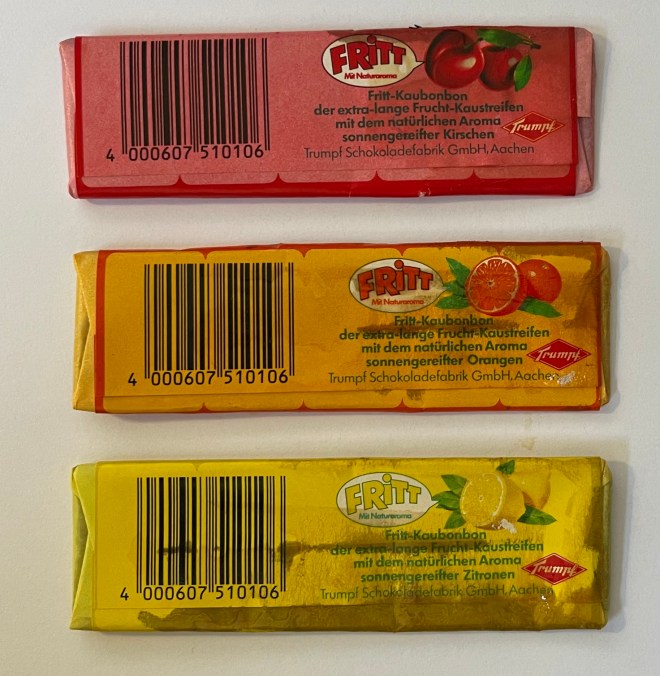 FRiTT
Mit Naturaroma
Fritt-Kaubonbon
der extra-lange Frucht-Kaustreifen
mit dem natürlichen Aroma
sonnengereifter Kirschen
Trumpf
Trumpf Schokoladefabrik GmbH, Aachen
4 000607 510106
FRiTT
Mit Naturaroma
Fritt-Kaubonbon
der extra-lange Frucht-Kaustreifen
mit dem natürlichen Aroma
sonnengereifter Orangen
Trumpf
Trumpf Schokoladefabrik GmbH, Aachen
4 000607 510106
FRiTT
Mit Naturaroma
Fritt-Kaubonbon
der extra-lange Frucht-Kaustreifen
mit dem natürlichen Aroma
sonnengereifter Zitronen
Trumpf
Trumpf Schokoladefabrik GmbH, Aachen
4 000607 510106